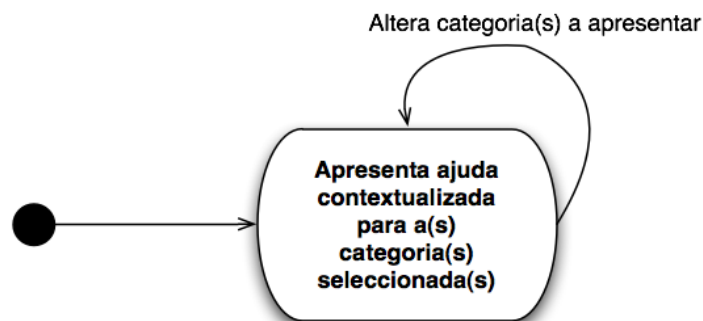 Altera categoria(s) a apresentar
Apresenta ajuda
contextualizada
para a(s)
categoria(s)
seleccionada(s)